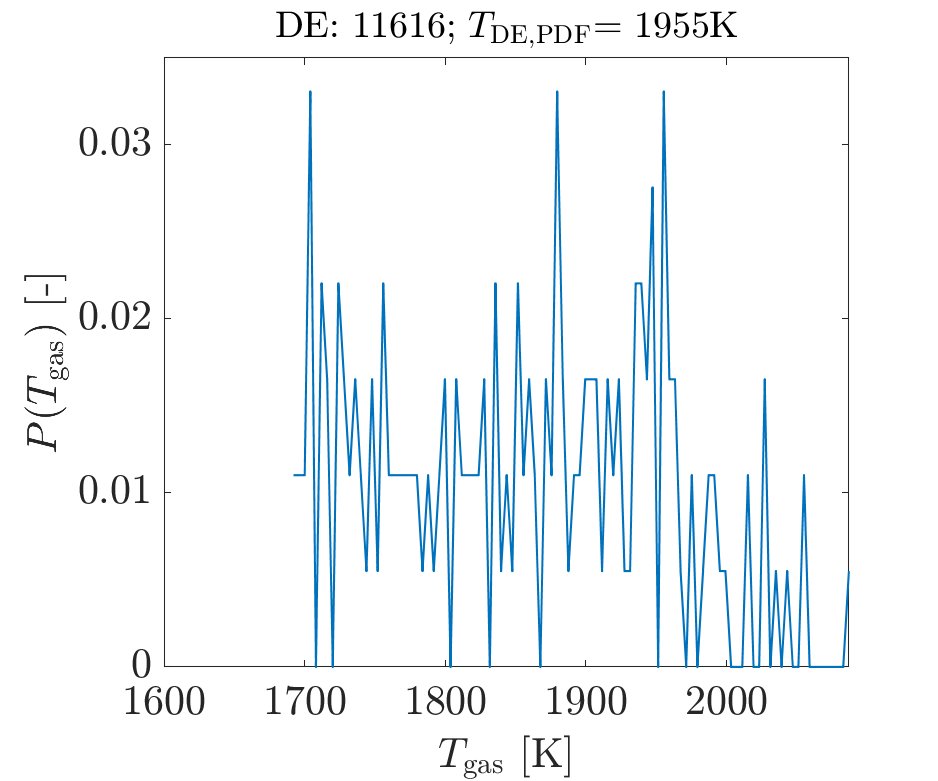 DE: 11616; T_DE,PDF= 1955K
0.03
0.02
0.01
0
P(T_gas) [-]
1600 1700 1800 1900 2000
T_gas [K]